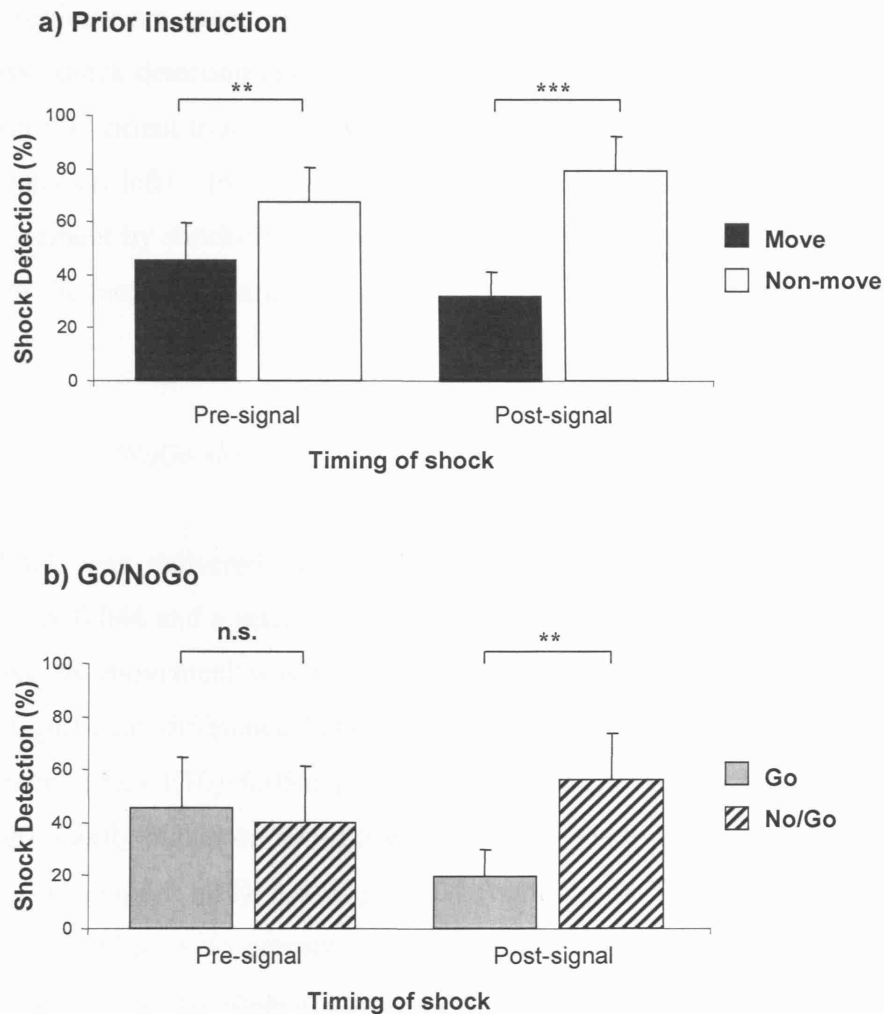 a) Prior instruction
** ***
Shock Detection (%)
100
80
60
40
20
0
Pre-signal Post-signal
Timing of shock
Move
Non-move
b) Go/NoGo
n.s. **
Shock Detection (%)
100
80
60
40
20
0
Pre-signal Post-signal
Timing of shock
Go
No/Go